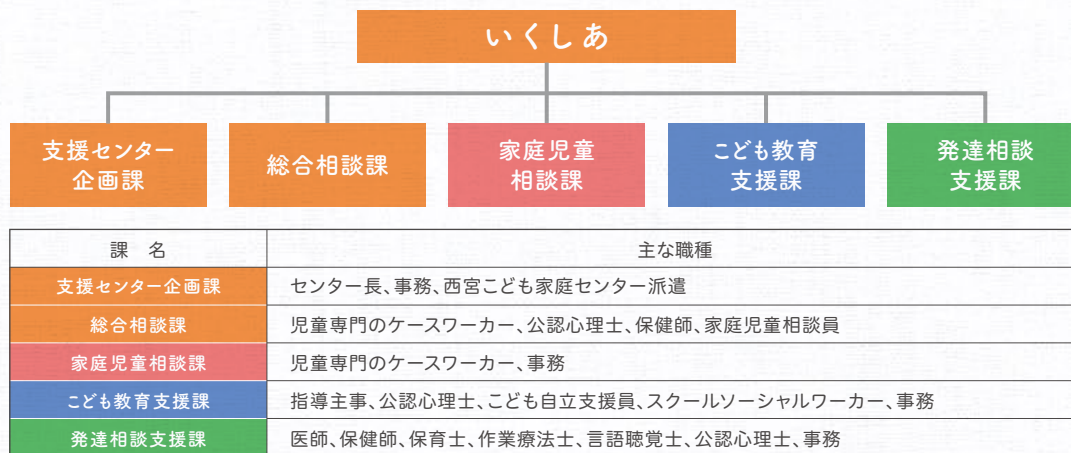 いくしあ
支援センター
企画課
総合相談課
家庭児童
相談課
こども教育
支援課
発達相談
支援課
課 名 主な職種
支援センター企画課 センター長、事務、西宮こども家庭センター派遣
総合相談課 児童専門のケースワーカー、公認心理士、保健師、家庭児童相談員
家庭児童相談課 児童専門のケースワーカー、事務
こども教育支援課 指導主事、公認心理士、こども自立支援員、スクールソーシャルワーカー、事務
発達相談支援課 医師、保健師、保育士、作業療法士、言語聴覚士、公認心理士、事務